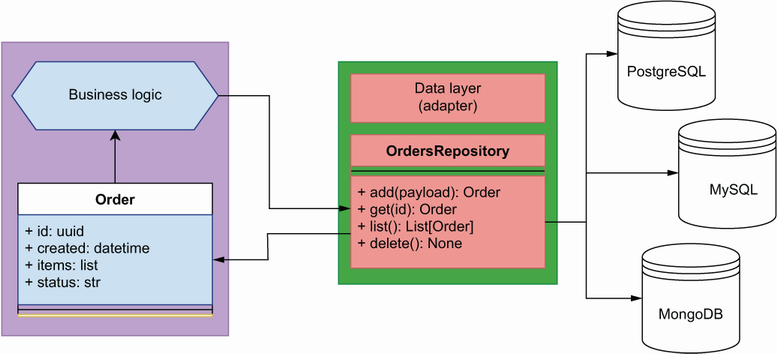 Business logic
Order
+ id: uuid
+ created: datetime
+ items: list
+ status: str
Data layer
(adapter)
OrdersRepository
+ add(payload): Order
+ get(id): Order
+ list(): List[Order]
+ delete(): None
PostgreSQL
MySQL
MongoDB